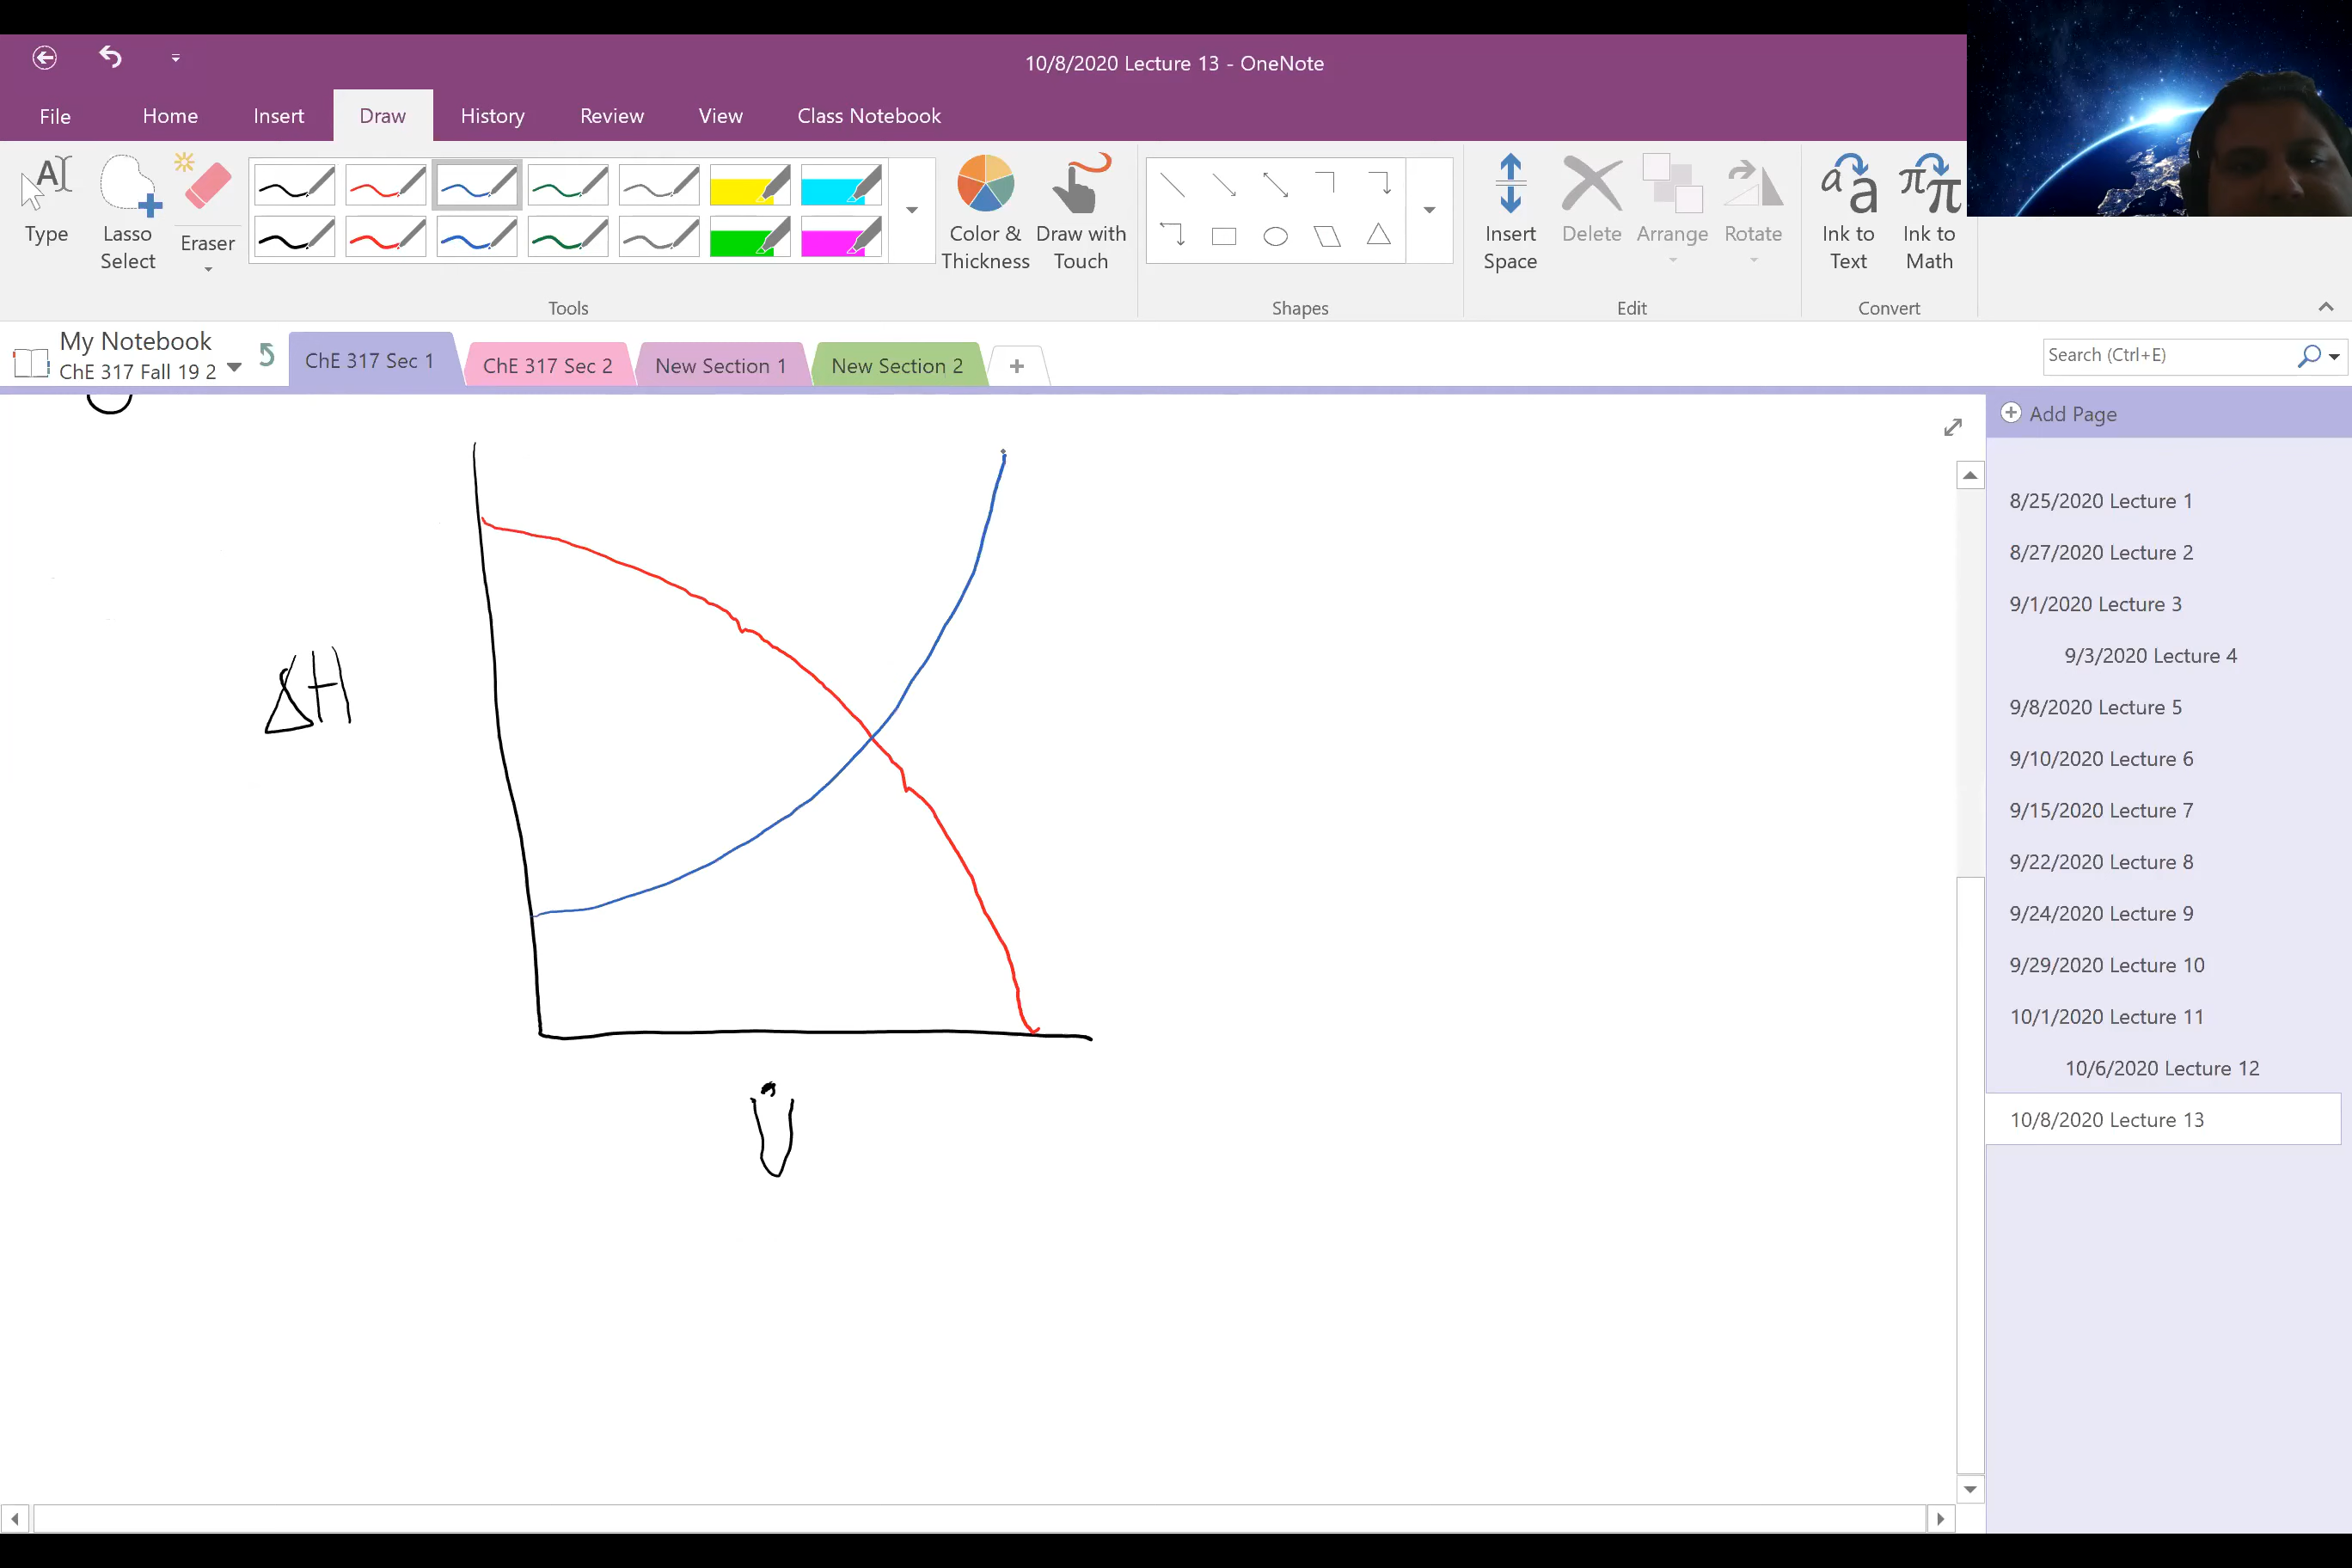 10/8/2020 Lecture 13 - OneNote
File Home Insert Draw History Review View Class Notebook
Type
Lasso Select
Eraser
Color & Thickness
Draw with Touch
Insert Space
Delete
Arrange
Rotate
Ink to Text
Ink to Math
Tools
Shapes
Edit
Convert
My Notebook
ChE 317 Fall 19 2
ChE 317 Sec 1
ChE 317 Sec 2
New Section 1
New Section 2
Search (Ctrl+E)
Add Page
8/25/2020 Lecture 1
8/27/2020 Lecture 2
9/1/2020 Lecture 3
9/3/2020 Lecture 4
9/8/2020 Lecture 5
9/10/2020 Lecture 6
9/15/2020 Lecture 7
9/22/2020 Lecture 8
9/24/2020 Lecture 9
9/29/2020 Lecture 10
10/1/2020 Lecture 11
10/6/2020 Lecture 12
10/8/2020 Lecture 13
ΔH
V̇